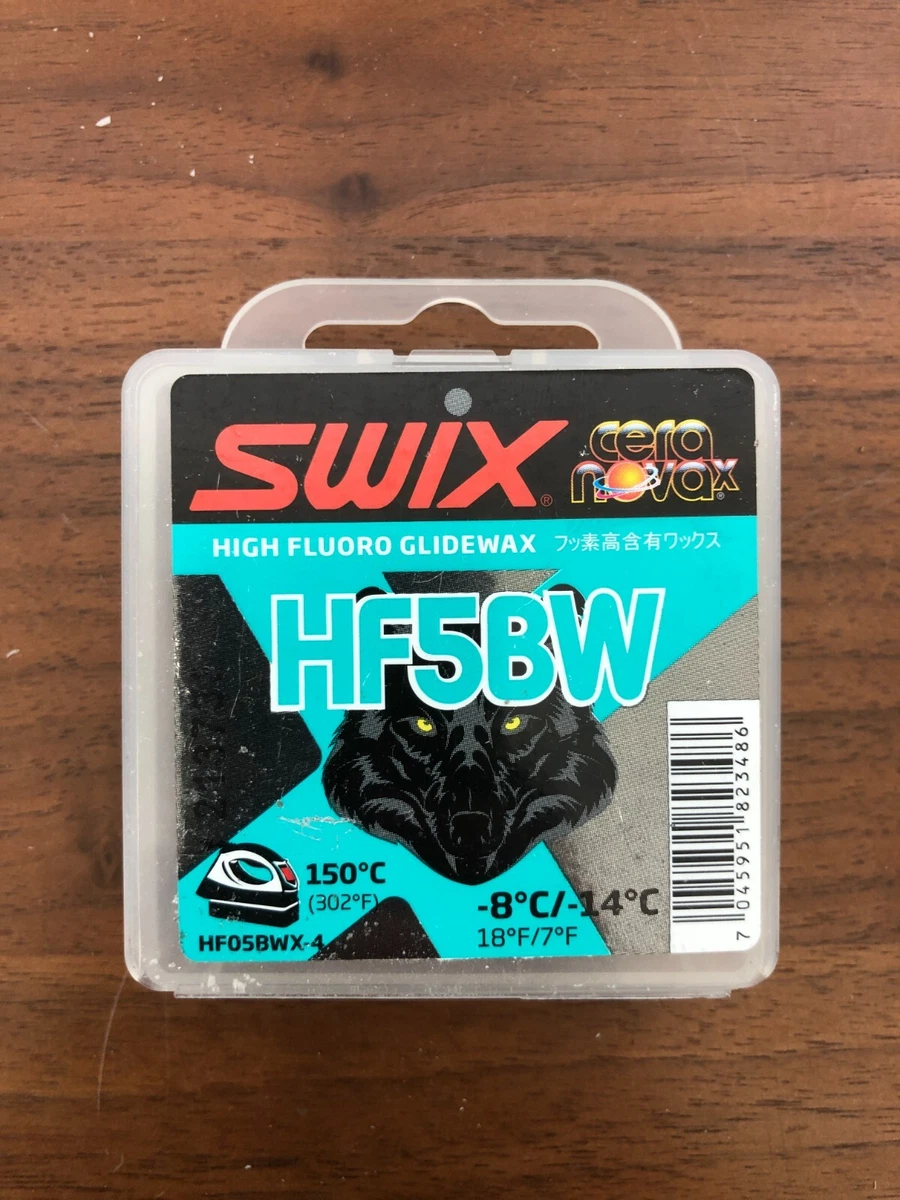 SWIX®
cera
novax®
HIGH FLUORO GLIDEWAX フッ素高含有ワックス
HF5BW
150°C
(302°F)
-8°C/-14°C
18°F/7°F
HF05BWX-4
7 045951 823486